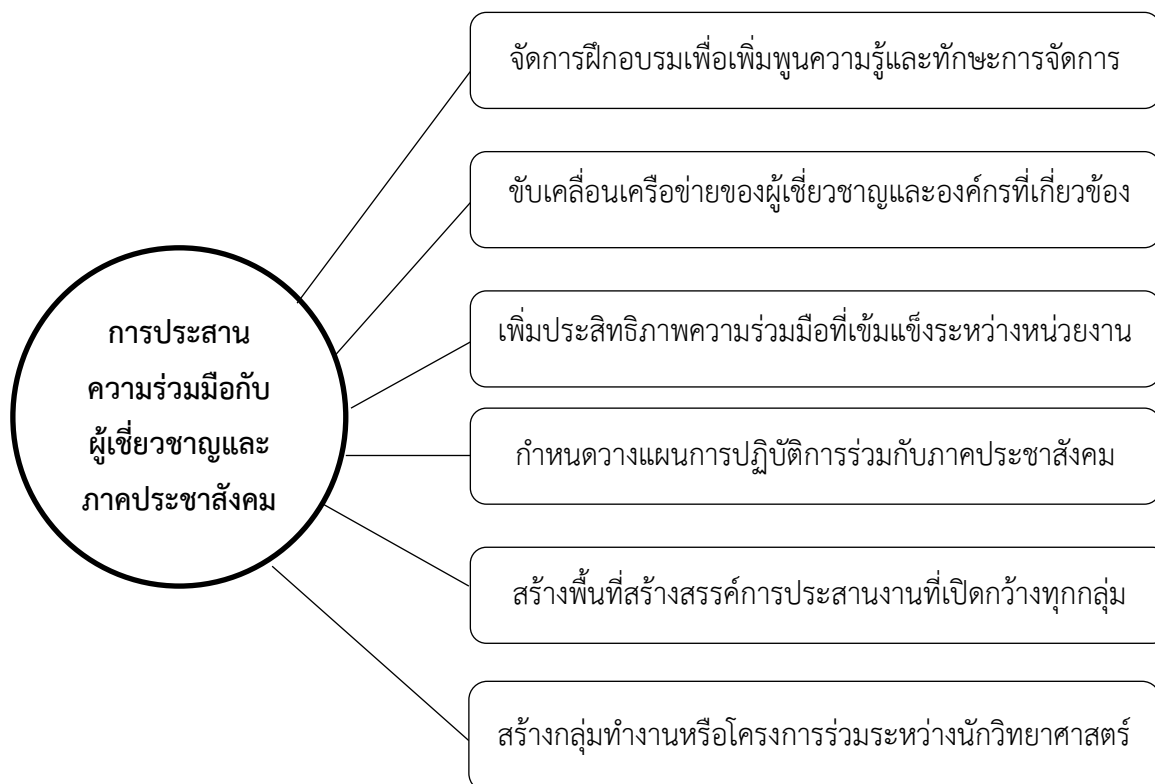 จัดการฝึกอบรมเพื่อเพิ่มพูนความรู้และทักษะการจัดการ
ขับเคลื่อนเครือข่ายของผู้เชี่ยวชาญและองค์กรที่เกี่ยวข้อง
การประสาน
ความร่วมมือกับ
ผู้เชี่ยวชาญและ
ภาคประชาสังคม
เพิ่มประสิทธิภาพความร่วมมือที่เข้มแข็งระหว่างหน่วยงาน
กำหนดวางแผนการปฏิบัติการร่วมกับภาคประชาสังคม
สร้างพื้นที่สร้างสรรค์การประสานงานที่เปิดกว้างทุกกลุ่ม
สร้างกลุ่มทำงานหรือโครงการร่วมระหว่างนักวิทยาศาสตร์